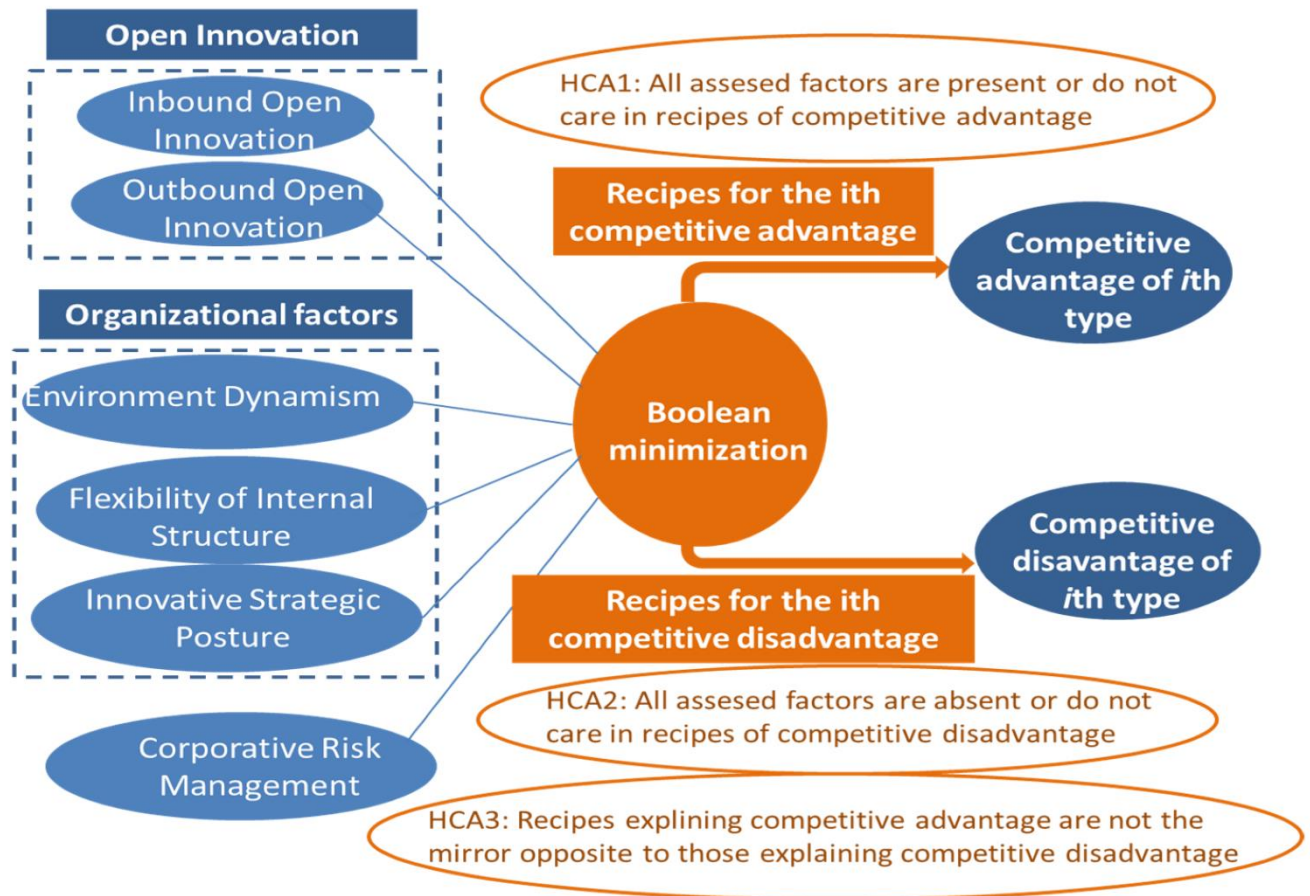 Open Innovation
Inbound Open
Innovation
Outbound Open
Innovation
Organizational factors
Environment Dynamism
Flexibility of Internal
Structure
Innovative Strategic
Posture
Corporative Risk
Management
HCA1: All assesed factors are present or do not
care in recipes of competitive advantage
Recipes for the ith
competitive advantage
Competitive
advantage of ith
type
Boolean
minimization
Competitive
disavantage of
ith type
Recipes for the ith
competitive disadvantage
HCA2: All assesed factors are absent or do not
care in recipes of competitive disadvantage
HCA3: Recipes explining competitive advantage are not the
mirror opposite to those explaining competitive disadvantage